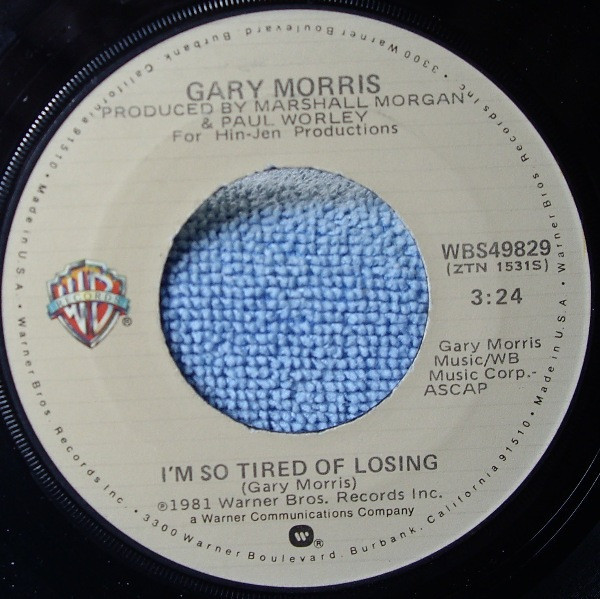 GARY MORRIS
PRODUCED BY MARSHALL MORGAN
& PAUL WORLEY
For Hin-Jen Productions
WB
RECORDS
®
WBS49829
(ZTN 1531S)
3:24
Gary Morris
Music/WB
Music Corp.-
ASCAP
I'M SO TIRED OF LOSING
(Gary Morris)
℗1981 Warner Bros. Records Inc.
a Warner Communications Company
W®
• Warner Bros Records Inc. • 3300 Warner Boulevard, Burbank, California 91510 • Made in U.S.A. • Warner Bros Records Inc. • 3300 Warner Boulevard, Burbank, California 91510 • Made in U.S.A.